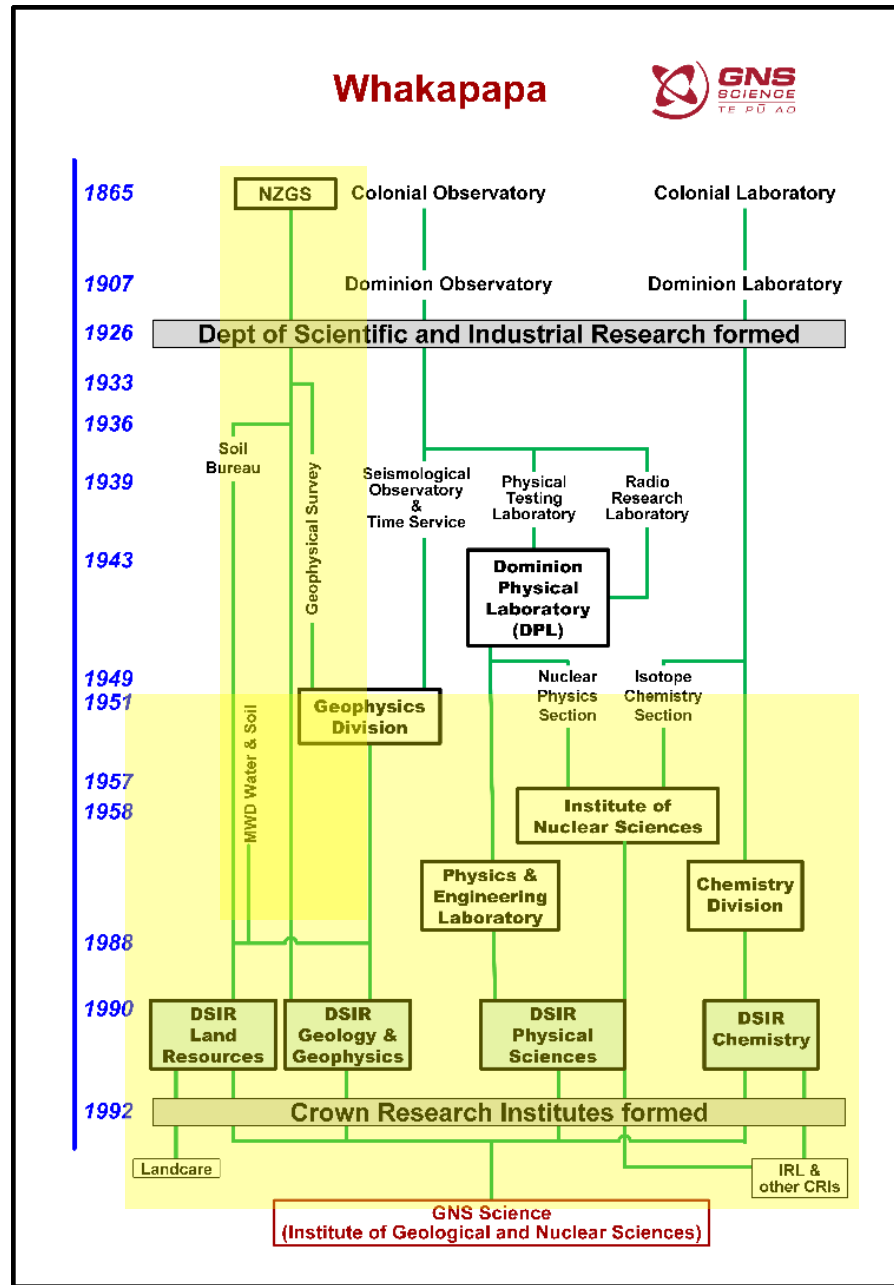 Whakapapa
GNS
SCIENCE
TE PŪ AO
1865
NZGS
Colonial Observatory
Colonial Laboratory
1907
Dominion Observatory
Dominion Laboratory
1926
Dept of Scientific and Industrial Research formed
1933
1936
Soil
Bureau
Geophysical Survey
1939
Seismological
Observatory
&
Time Service
Physical
Testing
Laboratory
Radio
Research
Laboratory
1943
Dominion
Physical
Laboratory
(DPL)
1949
Nuclear
Physics
Section
Isotope
Chemistry
Section
1951
Geophysics
Division
MWD Water & Soil
1957
1958
Institute of
Nuclear Sciences
Physics &
Engineering
Laboratory
Chemistry
Division
1988
1990
DSIR
Land
Resources
DSIR
Geology &
Geophysics
DSIR
Physical
Sciences
DSIR
Chemistry
1992
Crown Research Institutes formed
Landcare
IRL &
other CRIs
GNS Science
(Institute of Geological and Nuclear Sciences)